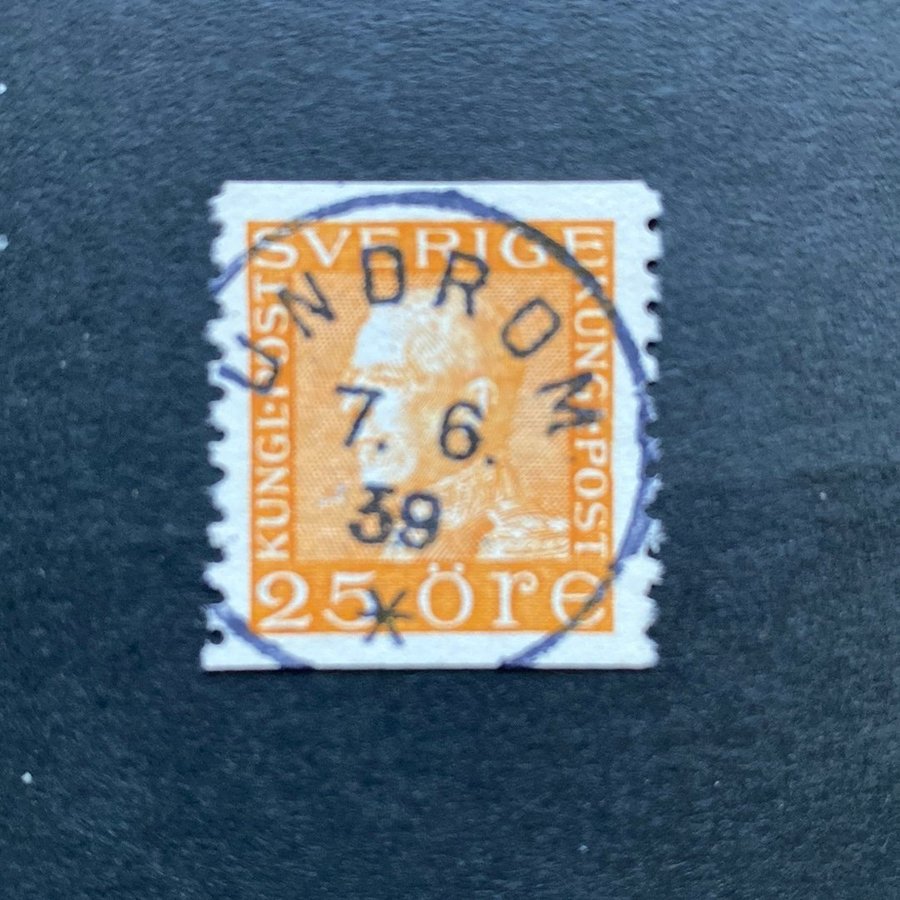 SVERIGE
KUNGL·POST
KUNGL·POST
25 ÖRE
UNDROM
7. 6.
39
*